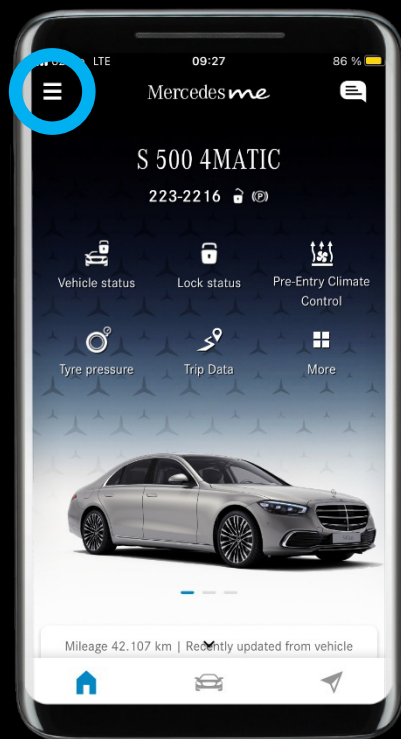 LTE 09:27 86 %
Mercedes me
S 500 4MATIC
223-2216
Vehicle status
Lock status
Pre-Entry Climate
Control
Tyre pressure
Trip Data
More
Mileage 42.107 km | Recently updated from vehicle